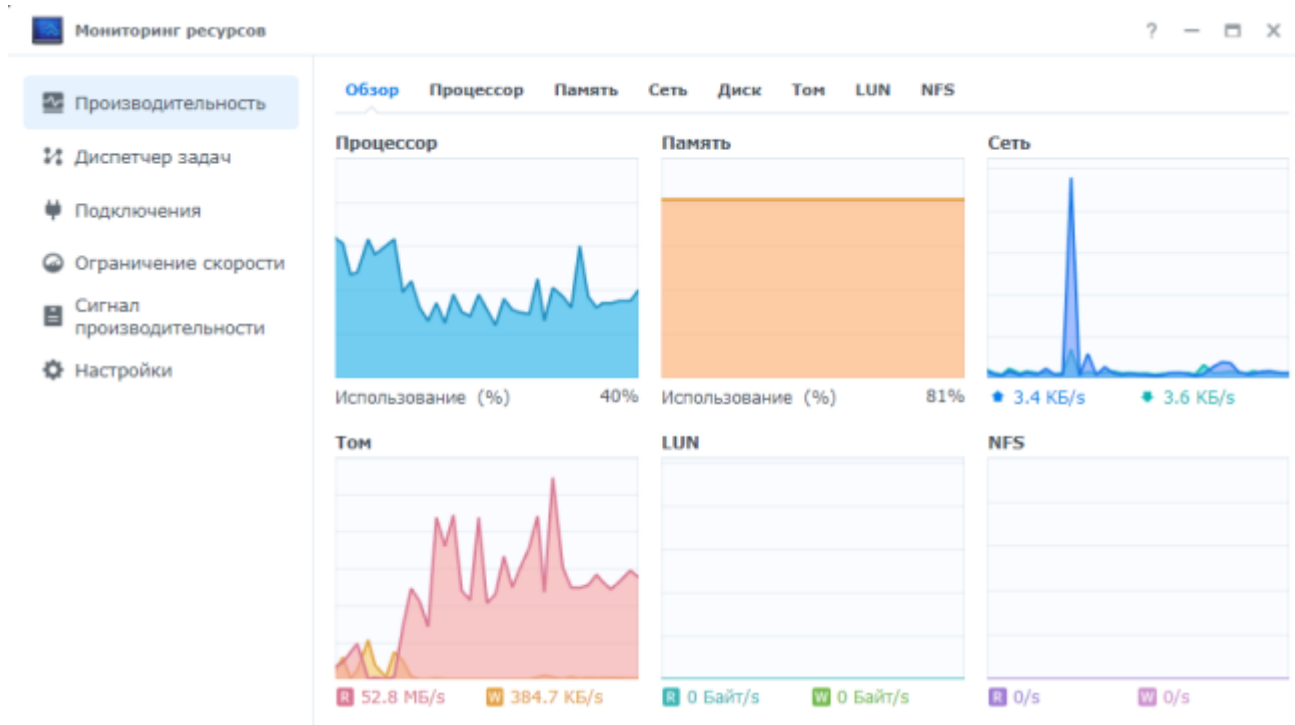 Мониторинг ресурсов
?
Производительность
Диспетчер задач
Подключения
Ограничение скорости
Сигнал
производительности
Настройки
Обзор Процессор Память Сеть Диск Том LUN NFS
Процессор
Использование (%) 40%
Память
Использование (%) 81%
Сеть
3.4 КБ/s 3.6 КБ/s
Том
R 52.8 МБ/s W 384.7 КБ/s
LUN
R 0 Байт/s W 0 Байт/s
NFS
R 0/s W 0/s